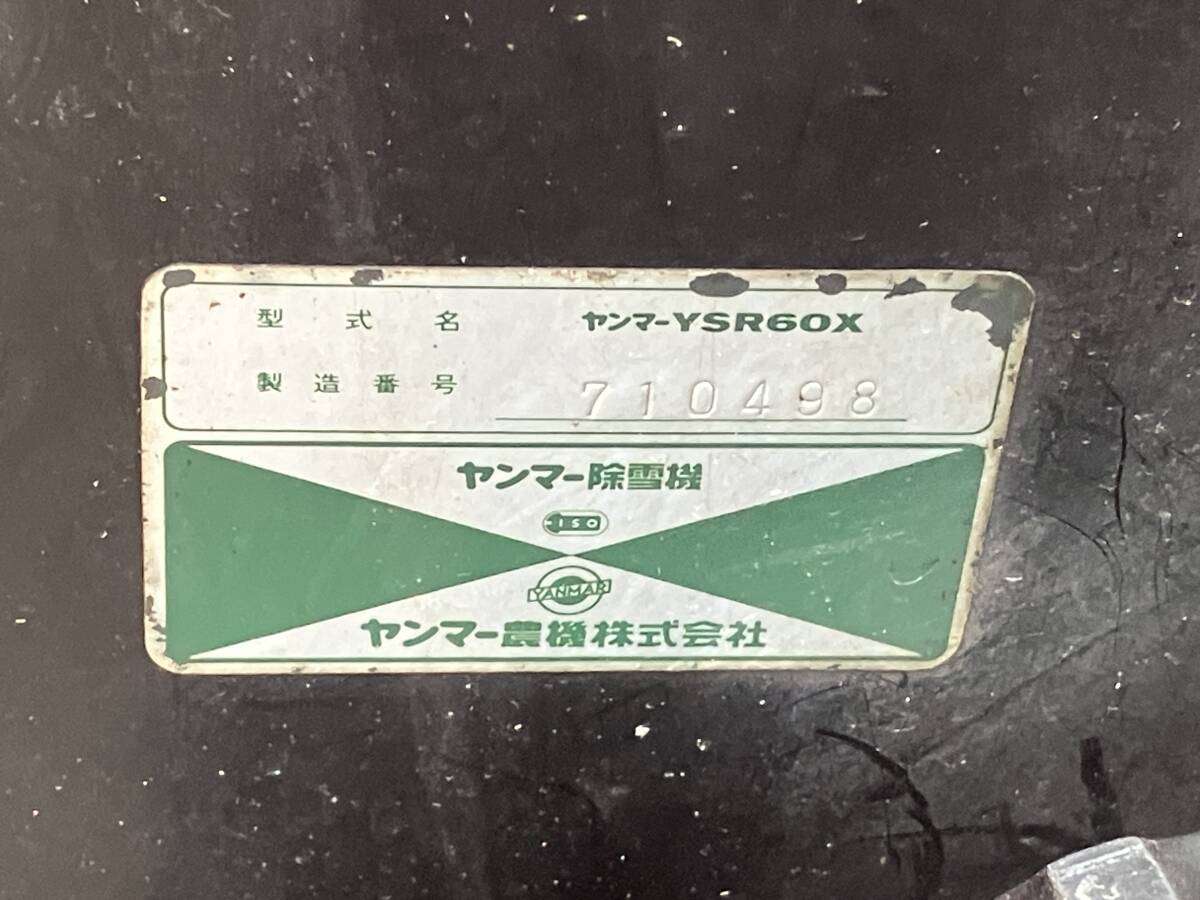 型式名 ヤンマーYSR60X
製造番号 710498
ヤンマー除雪機
ISO
YANMAR
ヤンマー農機株式会社